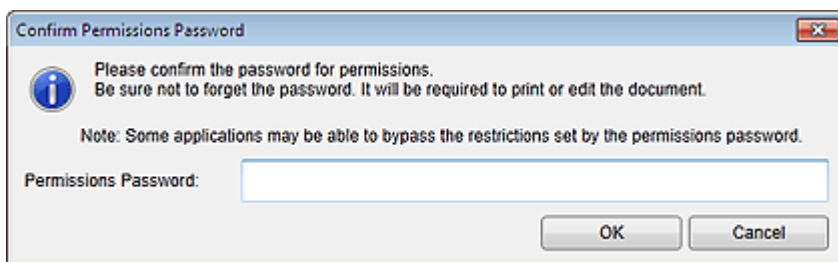 Confirm Permissions Password
Please confirm the password for permissions.
Be sure not to forget the password. It will be required to print or edit the document.
Note: Some applications may be able to bypass the restrictions set by the permissions password.
Permissions Password:
OK
Cancel